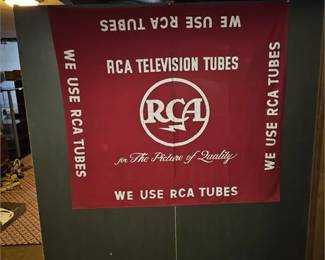 WE USE RCA TUBES
RCA TELEVISION TUBES
WE USE RCA TUBES
RCA
WE USE RCA TUBES
for The Picture of Quality
WE USE RCA TUBES